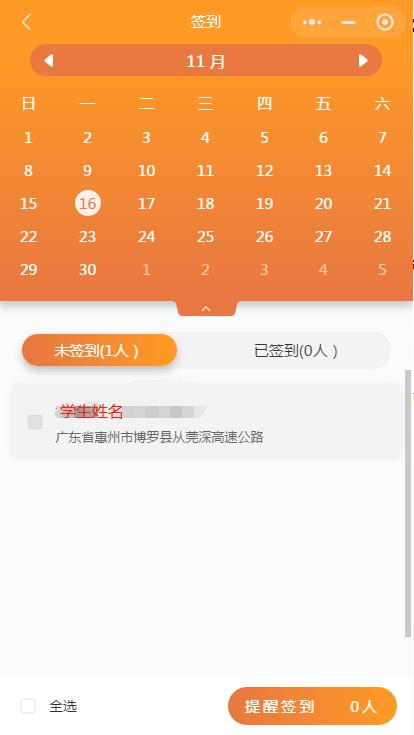 签到
11 月
日 一 二 三 四 五 六
1 2 3 4 5 6 7
8 9 10 11 12 13 14
15 16 17 18 19 20 21
22 23 24 25 26 27 28
29 30 1 2 3 4 5
未签到(1人 ) 已签到(0人 )
学生姓名
广东省惠州市博罗县从莞深高速公路
全选 提醒签到 0人